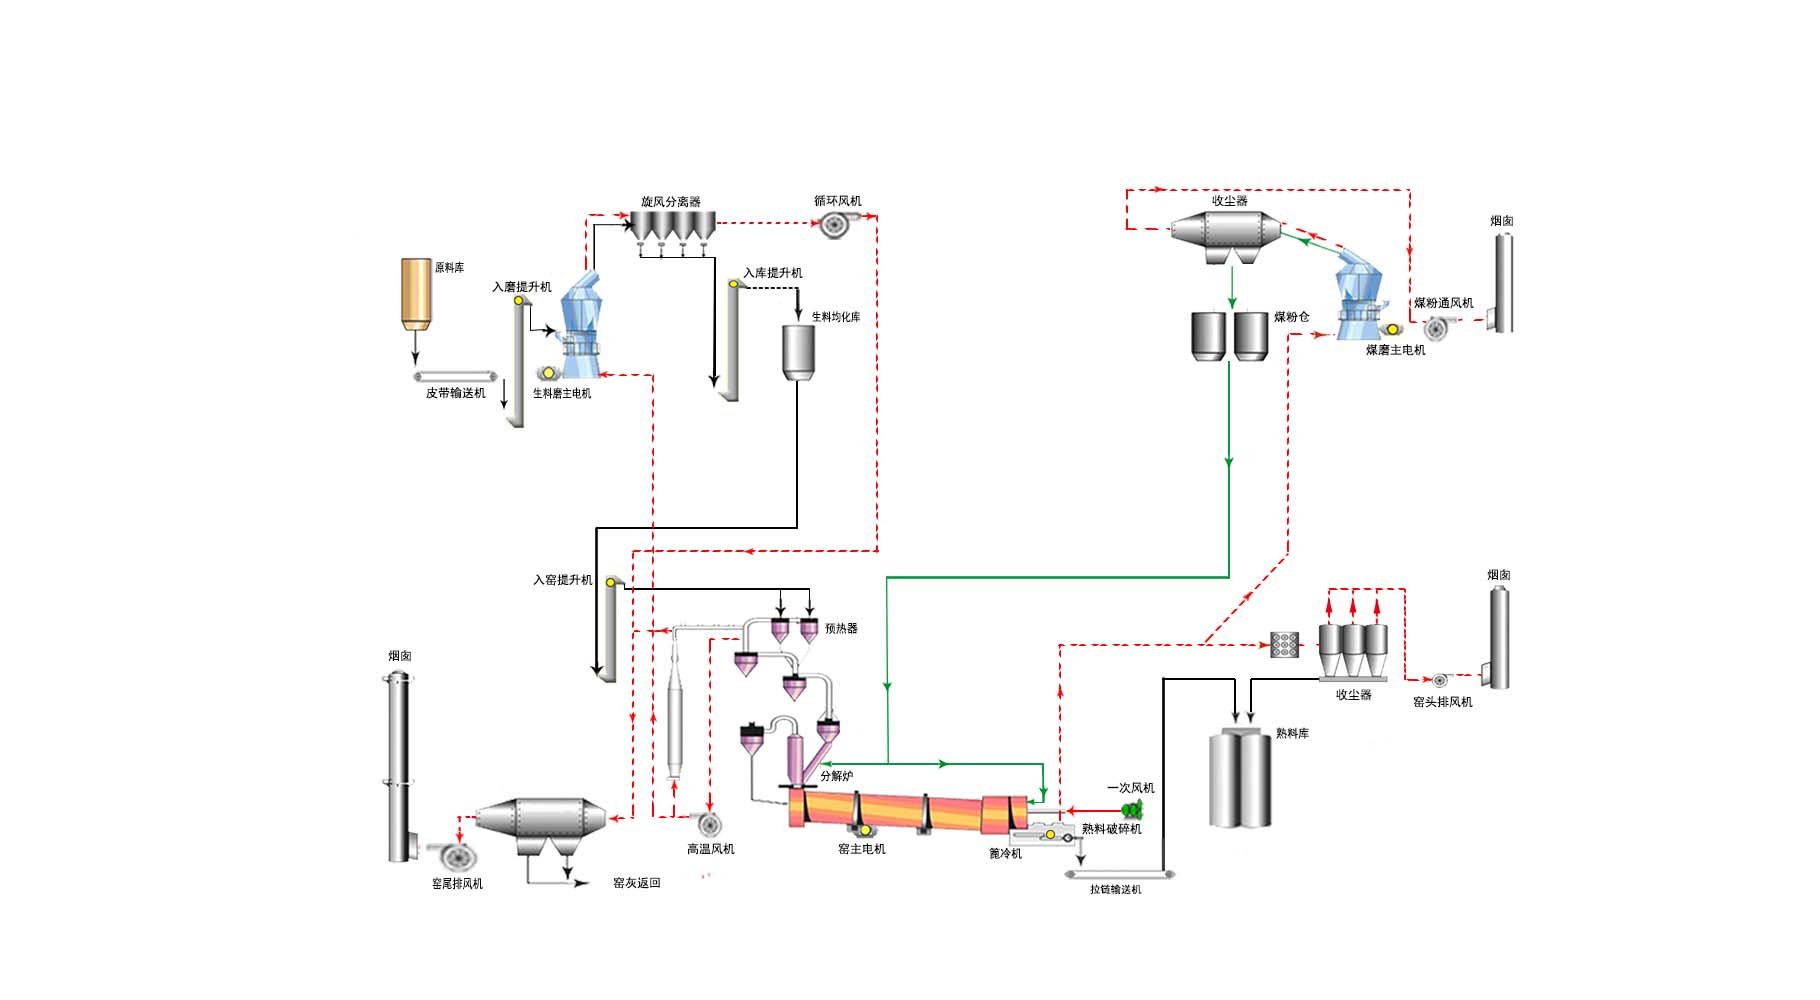 旋风分离器
循环风机
收尘器
烟囱
原料库
入磨提升机
入库提升机
生料均化库
煤粉仓
煤粉通风机
煤磨主电机
皮带输送机
生料磨主电机
入窑提升机
预热器
烟囱
烟囱
收尘器
窑头排风机
熟料库
分解炉
一次风机
熟料破碎机
高温风机
窑主电机
篦冷机
窑尾排风机
窑灰返回
拉链输送机